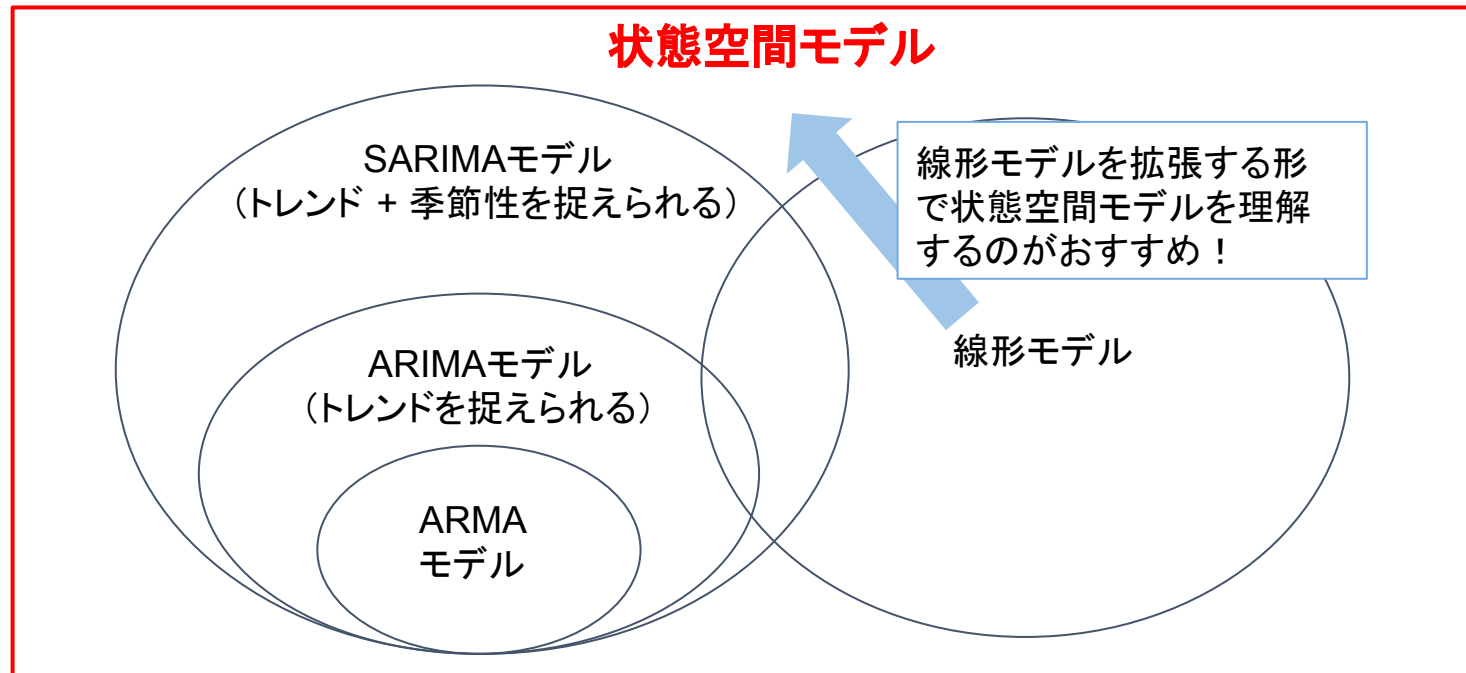 状態空間モデル
SARIMAモデル
（トレンド + 季節性を捉えられる）
線形モデルを拡張する形
で状態空間モデルを理解
するのがおすすめ！
線形モデル
ARIMAモデル
（トレンドを捉えられる）
ARMA
モデル